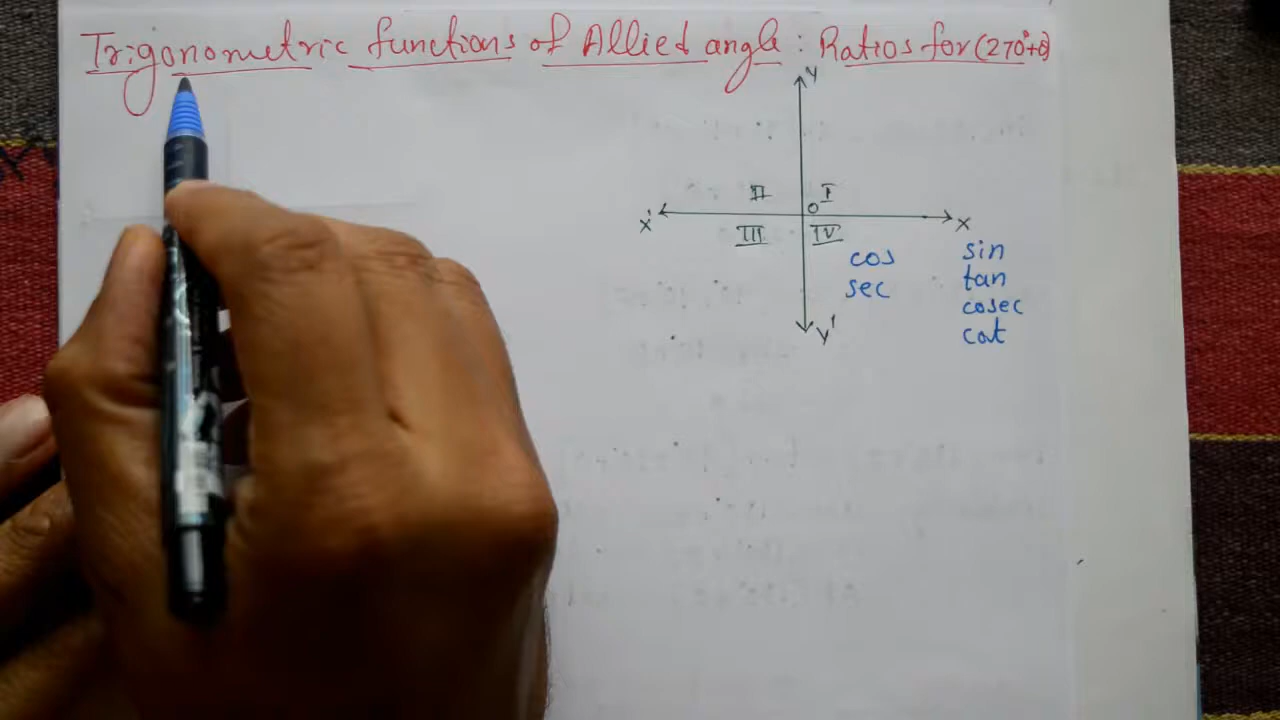 Trigonometric functions of Allied angle : Ratios for (270°+θ)
Y
II I
X' O X
III IV
cos sin
sec tan
cosec
cot
Y'